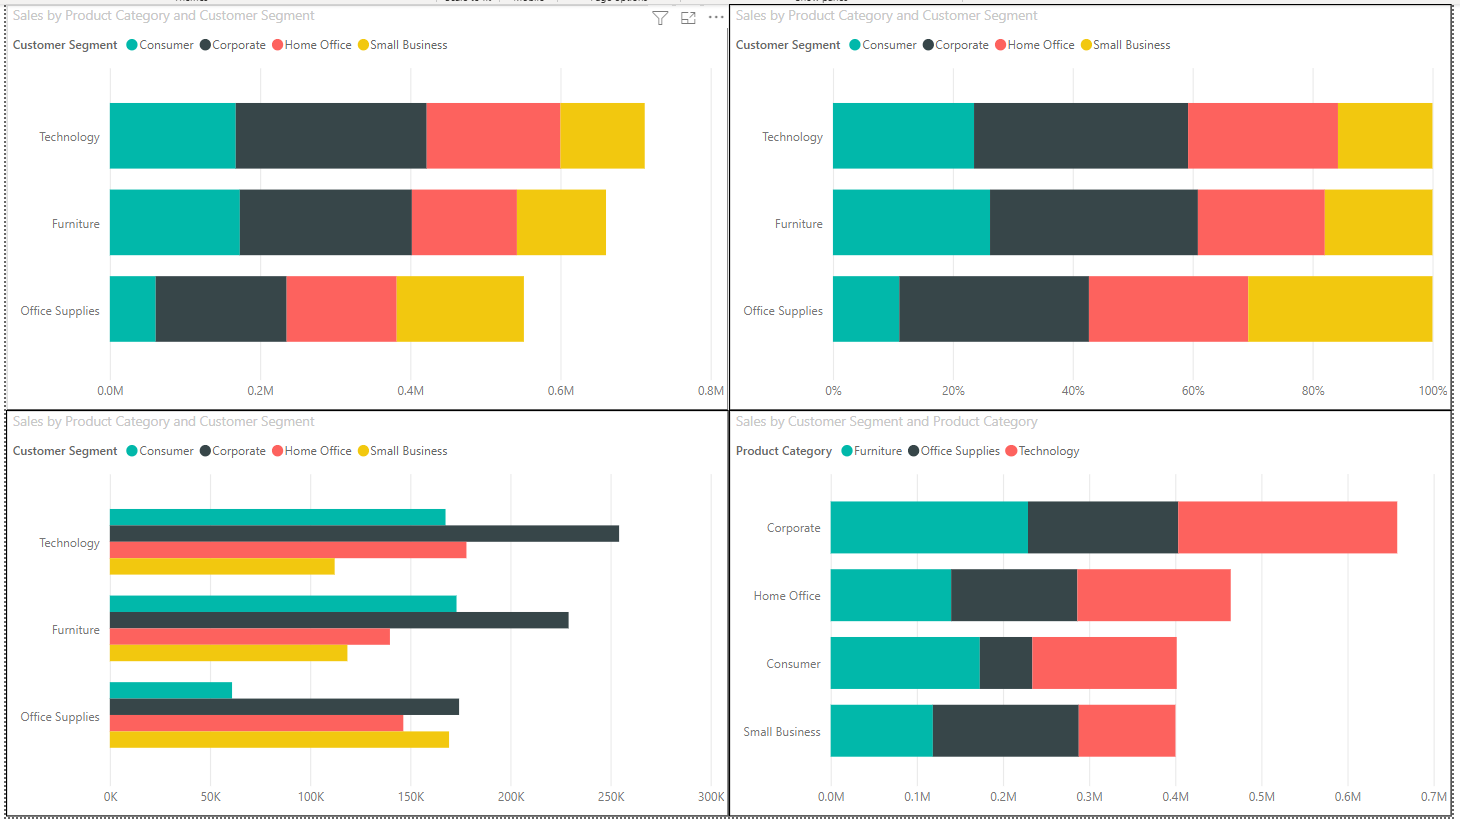 Sales by Product Category and Customer Segment
Customer Segment Consumer Corporate Home Office Small Business
Technology
Furniture
Office Supplies
0.0M 0.2M 0.4M 0.6M 0.8M
Sales by Product Category and Customer Segment
Customer Segment Consumer Corporate Home Office Small Business
Technology
Furniture
Office Supplies
0% 20% 40% 60% 80% 100%
Sales by Product Category and Customer Segment
Customer Segment Consumer Corporate Home Office Small Business
Technology
Furniture
Office Supplies
0K 50K 100K 150K 200K 250K 300K
Sales by Customer Segment and Product Category
Product Category Furniture Office Supplies Technology
Corporate
Home Office
Consumer
Small Business
0.0M 0.1M 0.2M 0.3M 0.4M 0.5M 0.6M 0.7M